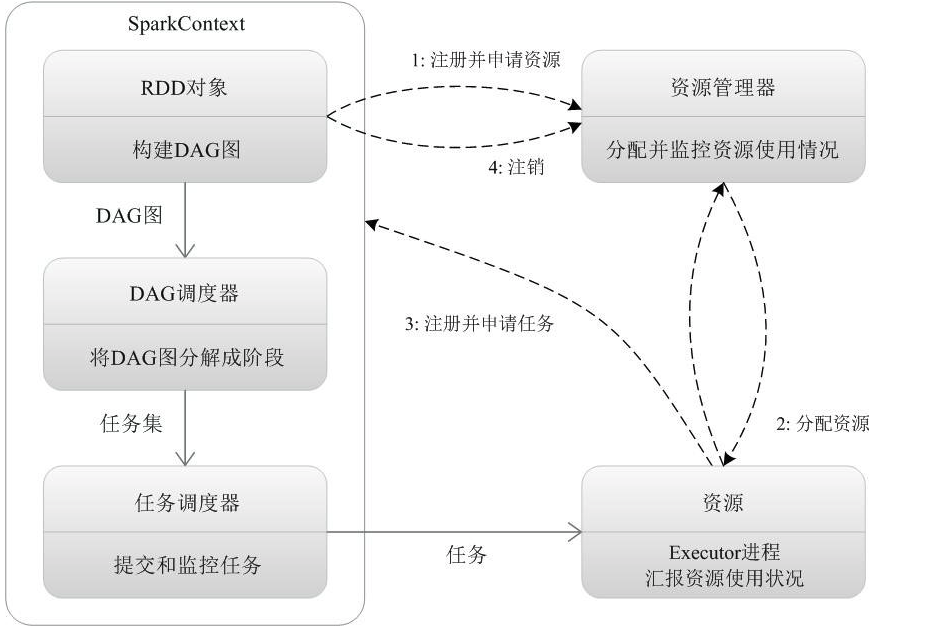 SparkContext
RDD对象
构建DAG图
DAG图
DAG调度器
将DAG图分解成阶段
任务集
任务调度器
提交和监控任务
1: 注册并申请资源
4: 注销
资源管理器
分配并监控资源使用情况
3: 注册并申请任务
2: 分配资源
任务
资源
Executor进程
汇报资源使用状况